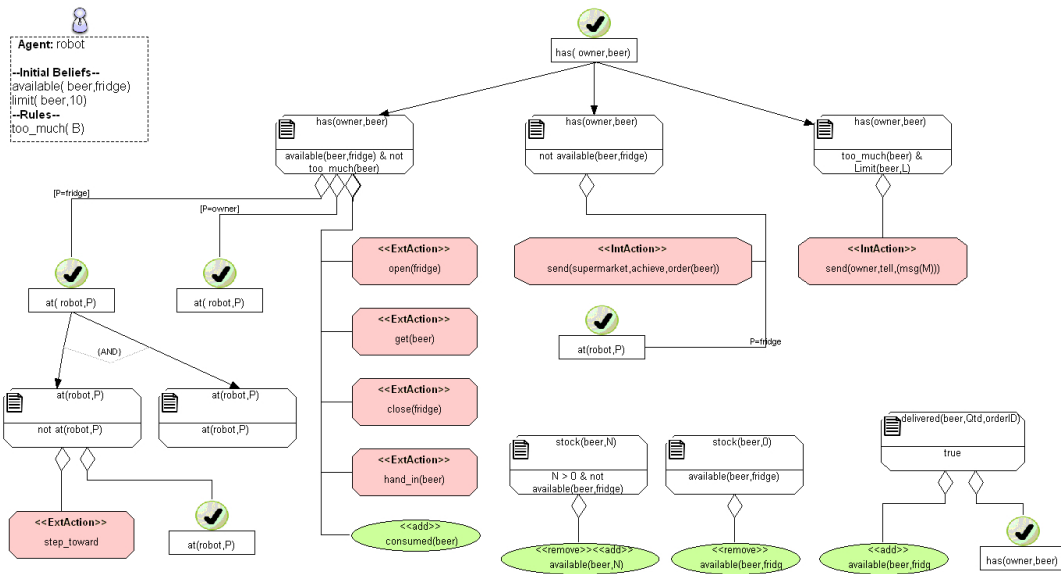 Agent: robot
--Initial Beliefs--
available( beer,fridge)
limit( beer,10)
--Rules--
too_much( B)
has( owner,beer)
has(owner,beer)
available(beer,fridge) & not
too_much(beer)
has(owner,beer)
not available(beer,fridge)
has(owner,beer)
too_much(beer) &
Limit(beer,L)
[P=fridge]
[P=owner]
at( robot,P)
at( robot,P)
<<ExtAction>>
open(fridge)
<<IntAction>>
send(supermarket,achieve,order(beer))
<<IntAction>>
send(owner,tell,(msg(M)))
<<ExtAction>>
get(beer)
at(robot,P)
P=fridge
{AND}
at(robot,P)
not at(robot,P)
at(robot,P)
at(robot,P)
<<ExtAction>>
close(fridge)
<<ExtAction>>
hand_in(beer)
<<add>>
consumed(beer)
<<ExtAction>>
step_toward
at(robot,P)
stock(beer,N)
N > 0 & not
available(beer,fridge)
stock(beer,0)
available(beer,fridge)
delivered(beer,Qtd,orderID)
true
<<remove>><<add>>
available(beer,N)
<<remove>>
available(beer,fridg
<<add>>
available(beer,fridg
has(owner,beer)